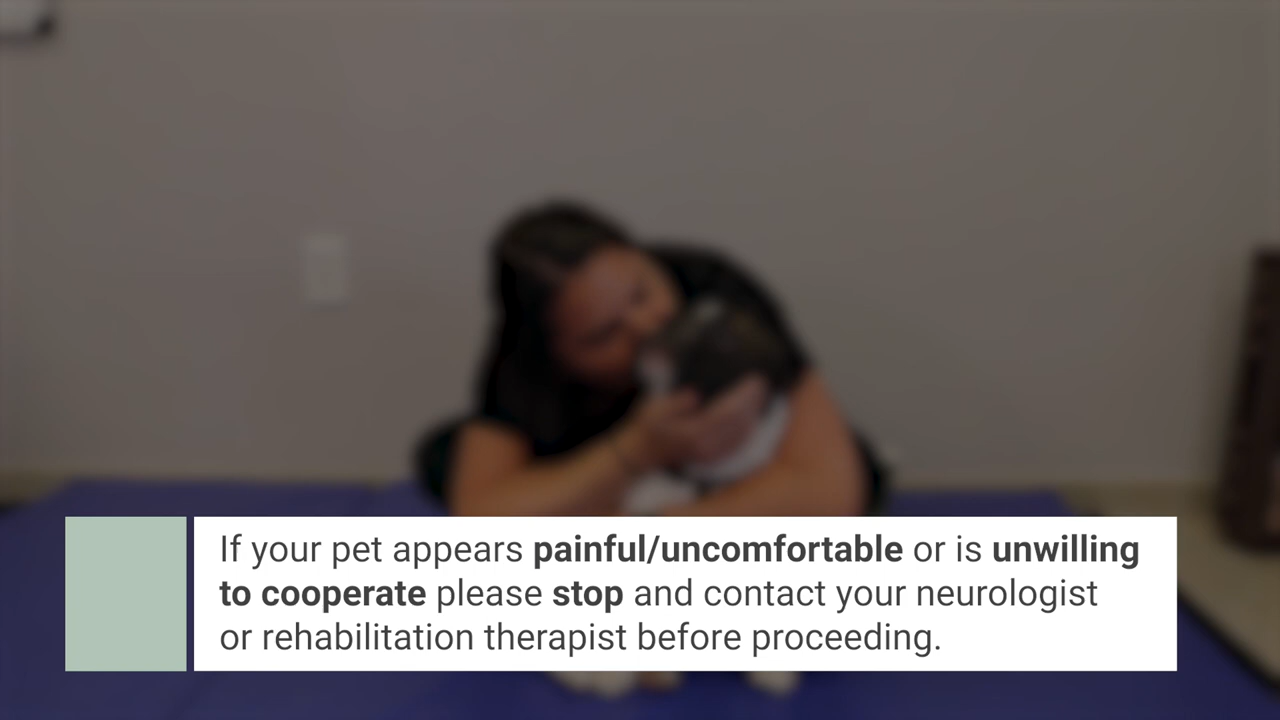 If your pet appears painful/uncomfortable or is unwilling
to cooperate please stop and contact your neurologist
or rehabilitation therapist before proceeding.